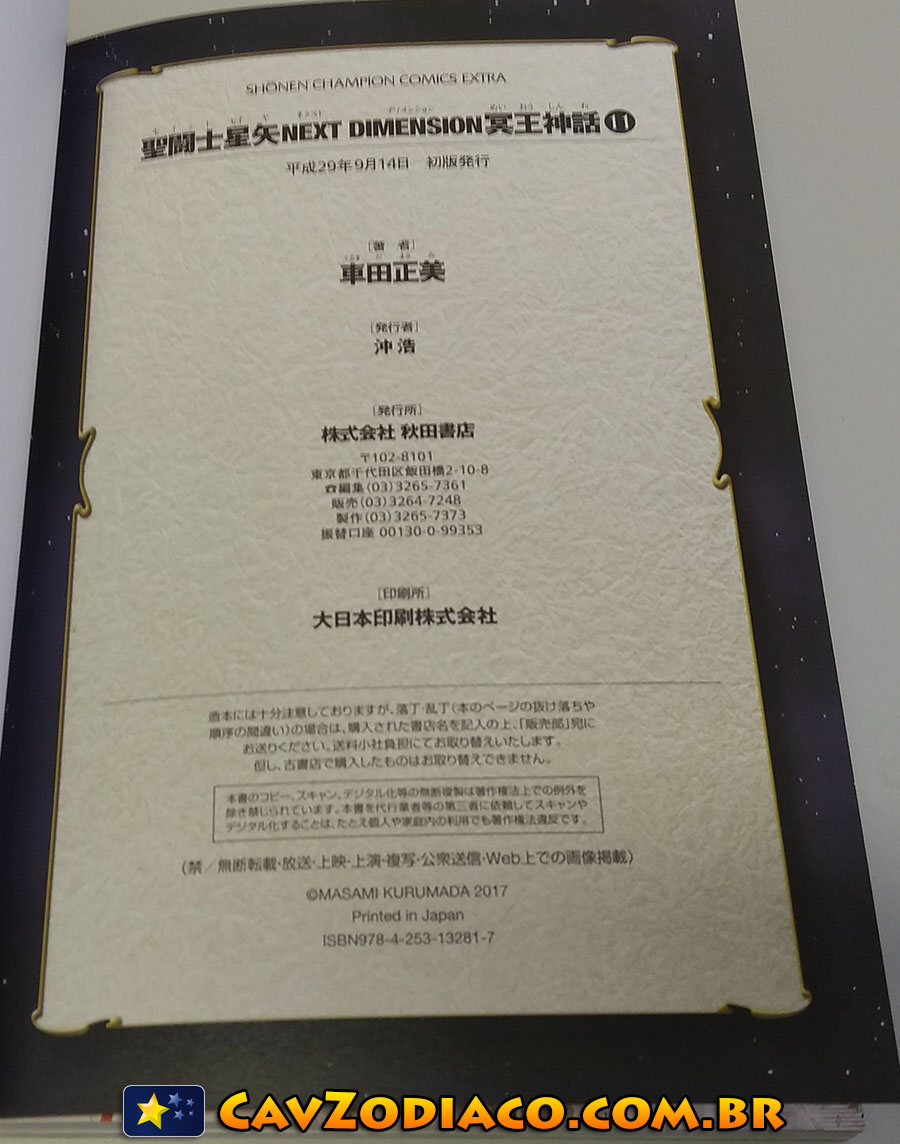 SHŌNEN CHAMPION COMICS EXTRA
聖闘士星矢NEXT DIMENSION冥王神話⑪
平成29年9月14日 初版発行
[著 者]
車田正美
[発行者]
沖 浩
[発行所]
株式会社 秋田書店
〒102-8101
東京都千代田区飯田橋2-10-8
☎編集(03)3265-7361
販売(03)3264-7248
製作(03)3265-7373
振替口座 00130-0-99353
[印刷所]
大日本印刷株式会社
造本には十分注意しておりますが、落丁・乱丁(本のページの抜け落ちや
順序の間違い)の場合は、購入された書店名を記入の上、「販売部」宛に
お送りください。送料小社負担にてお取り替えいたします。
但し、古書店で購入したものはお取り替えできません。
本書のコピー、スキャン、デジタル化等の無断複製は著作権法上での例外を
除き禁じられています。本書を代行業者等の第三者に依頼してスキャンや
デジタル化することは、たとえ個人や家庭内の利用でも著作権法違反です。
(禁/無断転載・放送・上映・上演・複写・公衆送信・Web上での画像掲載)
©MASAMI KURUMADA 2017
Printed in Japan
ISBN978-4-253-13281-7
CAVZODIACO.COM.BR